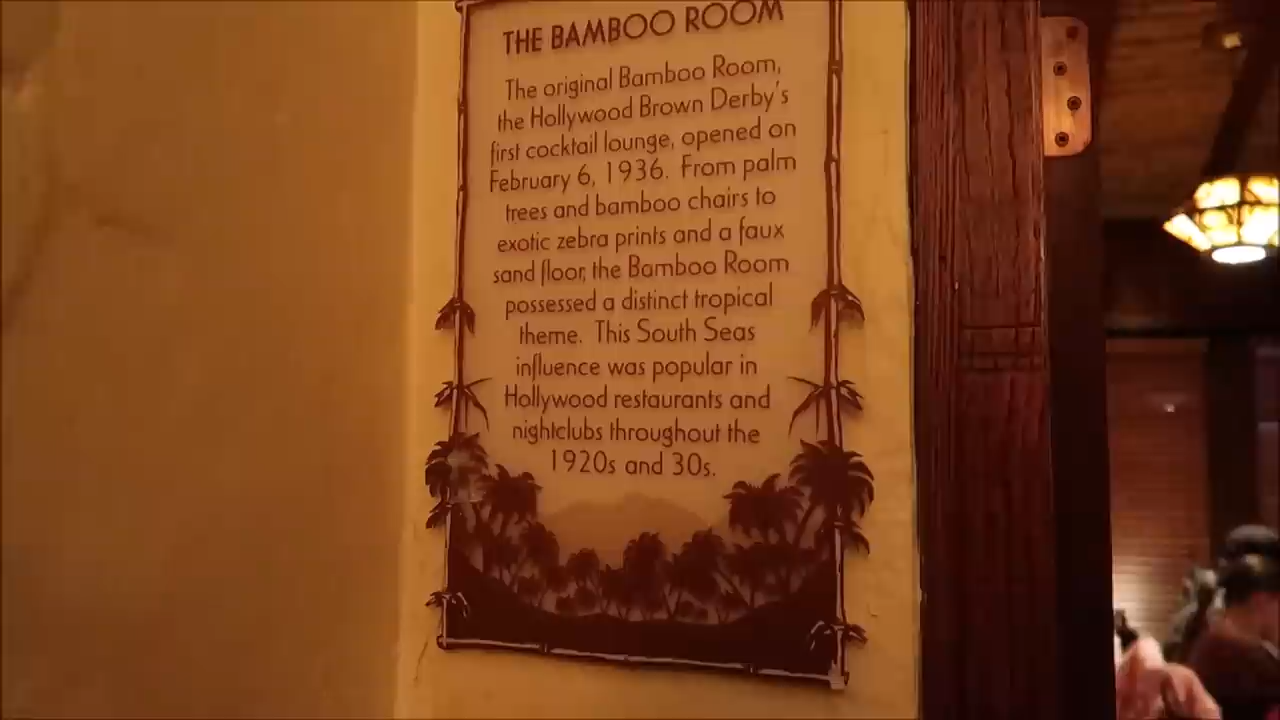 THE BAMBOO ROOM
The original Bamboo Room,
the Hollywood Brown Derby's
first cocktail lounge, opened on
February 6, 1936. From palm
trees and bamboo chairs to
exotic zebra prints and a faux
sand floor, the Bamboo Room
possessed a distinct tropical
theme. This South Seas
influence was popular in
Hollywood restaurants and
nightclubs throughout the
1920s and 30s.